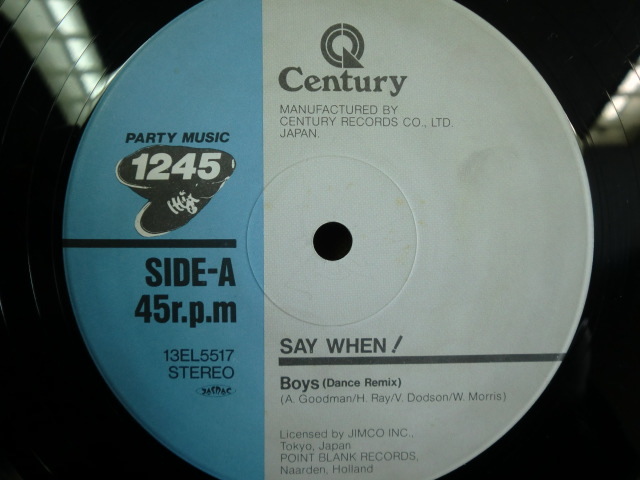 Century
MANUFACTURED BY
CENTURY RECORDS CO., LTD.
JAPAN.
PARTY MUSIC
1245
SIDE-A
45r.p.m
13EL5517
STEREO
SAY WHEN!
Boys (Dance Remix)
(A. Goodman/H. Ray/V. Dodson/W. Morris)
Licensed by JIMCO INC.,
Tokyo, Japan
POINT BLANK RECORDS,
Naarden, Holland